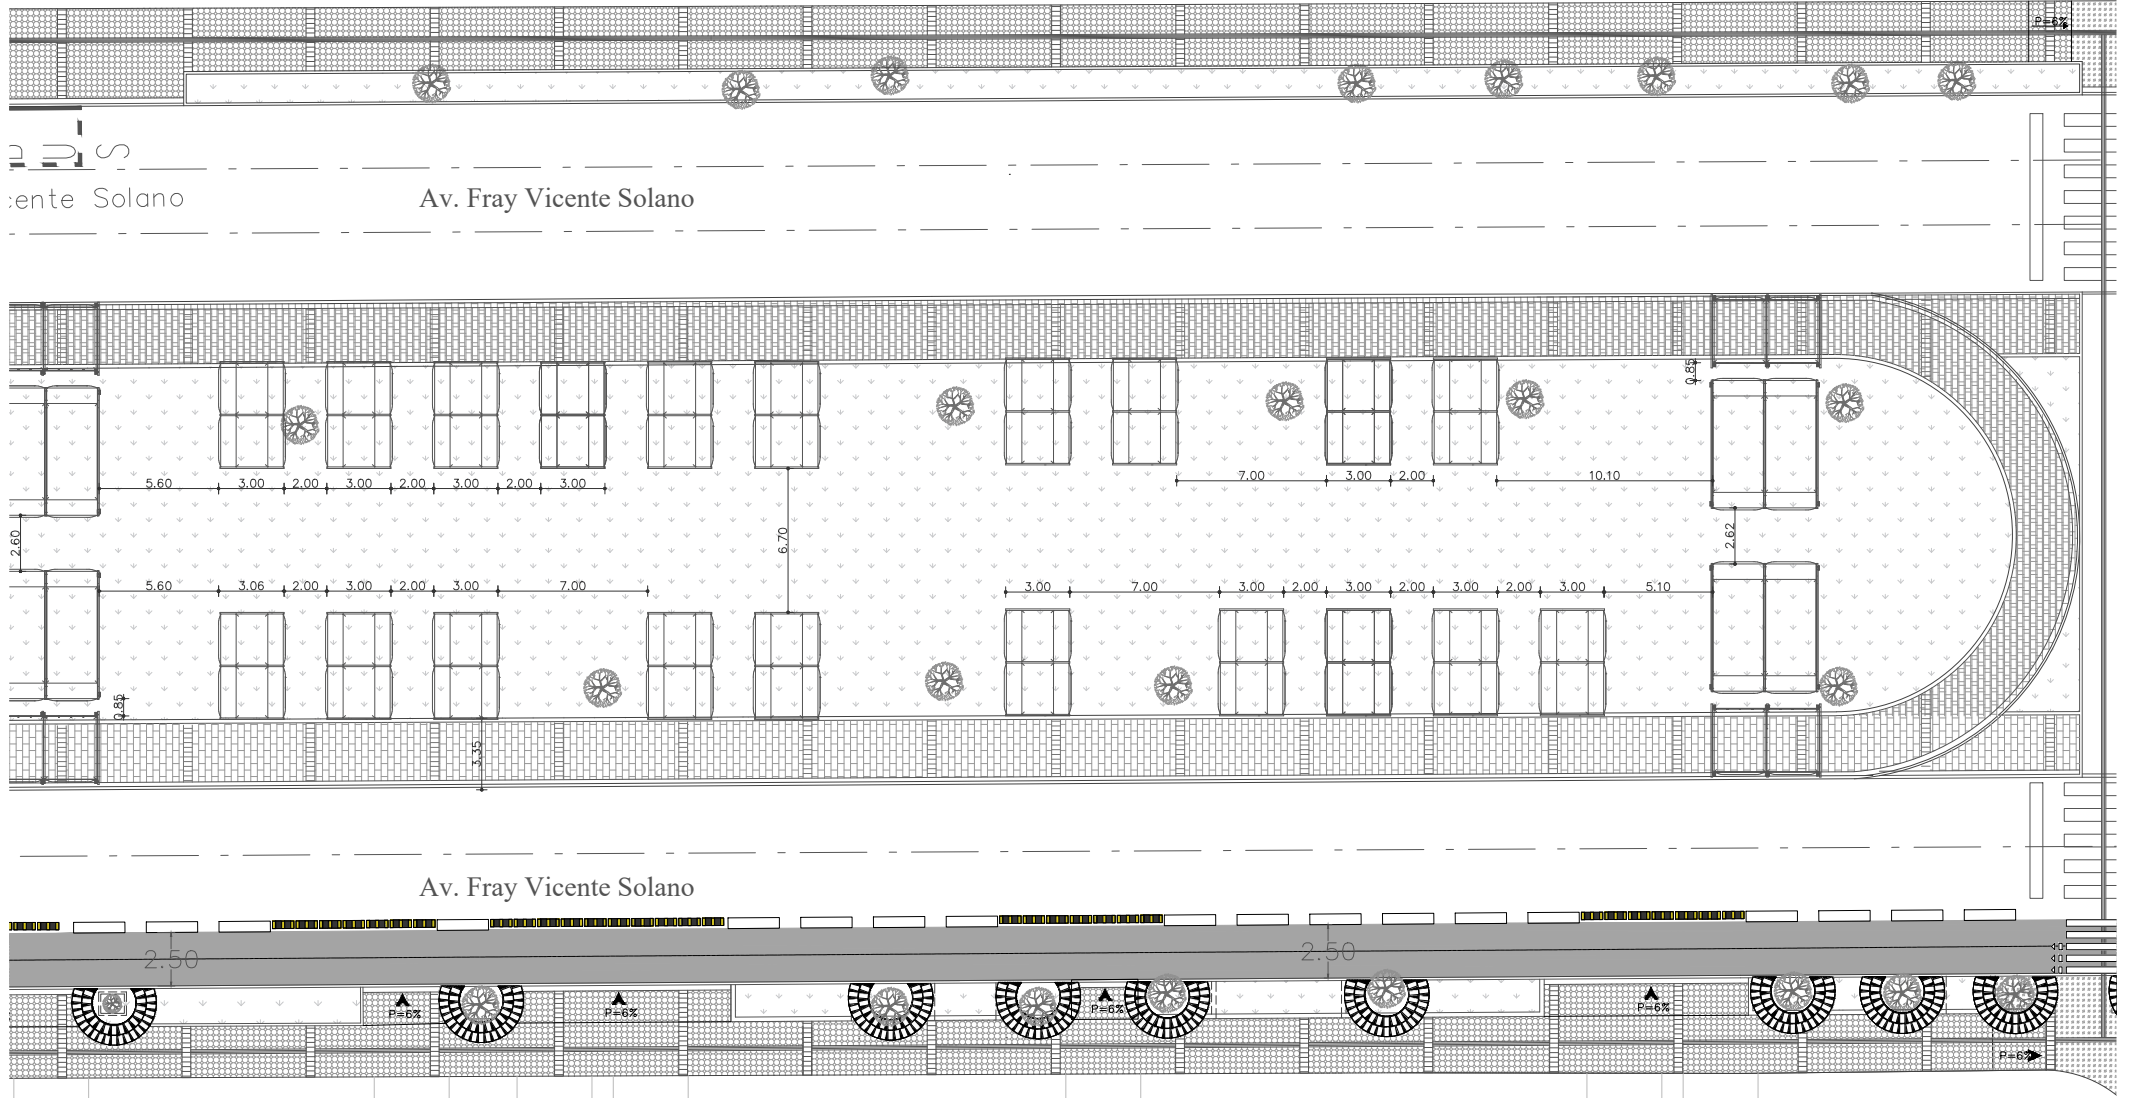 P=6%
U S
cente Solano
Av. Fray Vicente Solano
0.85
5.60 3.00 2.00 3.00 2.00 3.00 2.00 3.00
7.00 3.00 2.00 10.10
2.60
6.70
2.62
5.60 3.06 2.00 3.00 2.00 3.00 7.00
3.00 7.00 3.00 2.00 3.00 2.00 3.00 2.00 3.00 5.10
0.85
3.35
Av. Fray Vicente Solano
2.50
2.50
P=6%
P=6%
P=6%
P=6%
P=6%